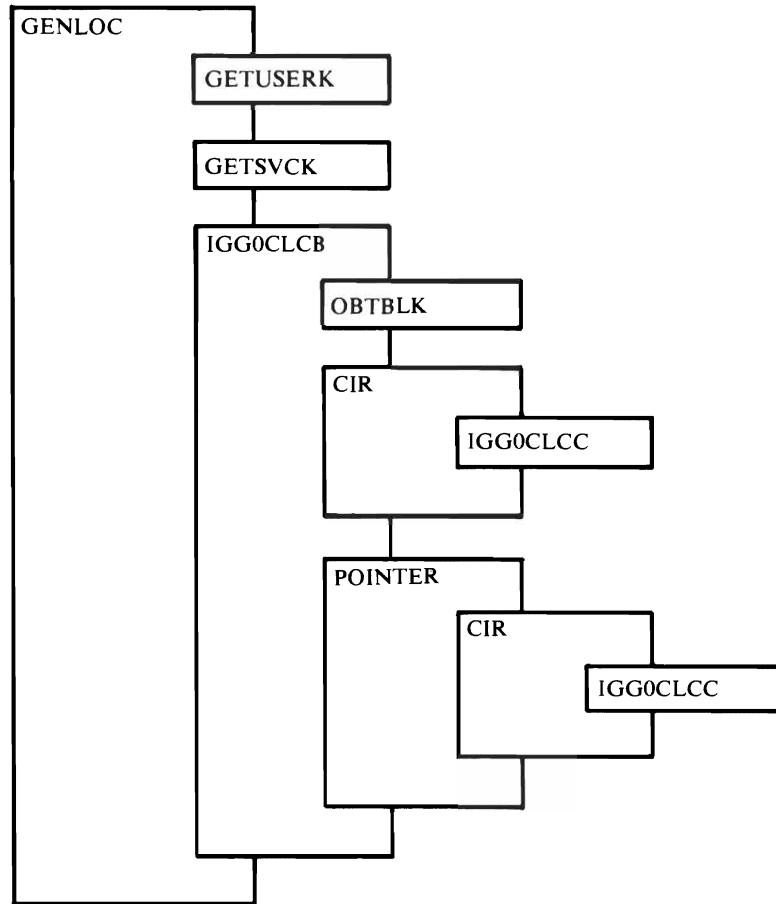 GENLOC
GETUSERK
GETSVCK
IGG0CLCB
OBTBLK
CIR
IGG0CLCC
POINTER
CIR
IGG0CLCC